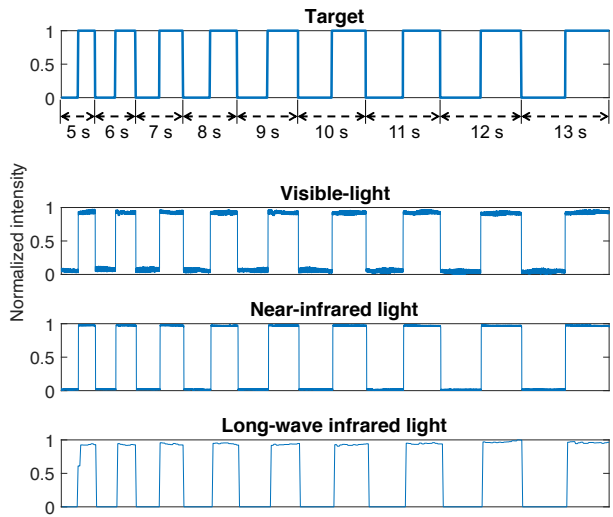 Target
1
0.5
0
5 s 6 s 7 s 8 s 9 s 10 s 11 s 12 s 13 s
Normalized intensity
Visible-light
1
0.5
0
Near-infrared light
1
0.5
0
Long-wave infrared light
1
0.5
0